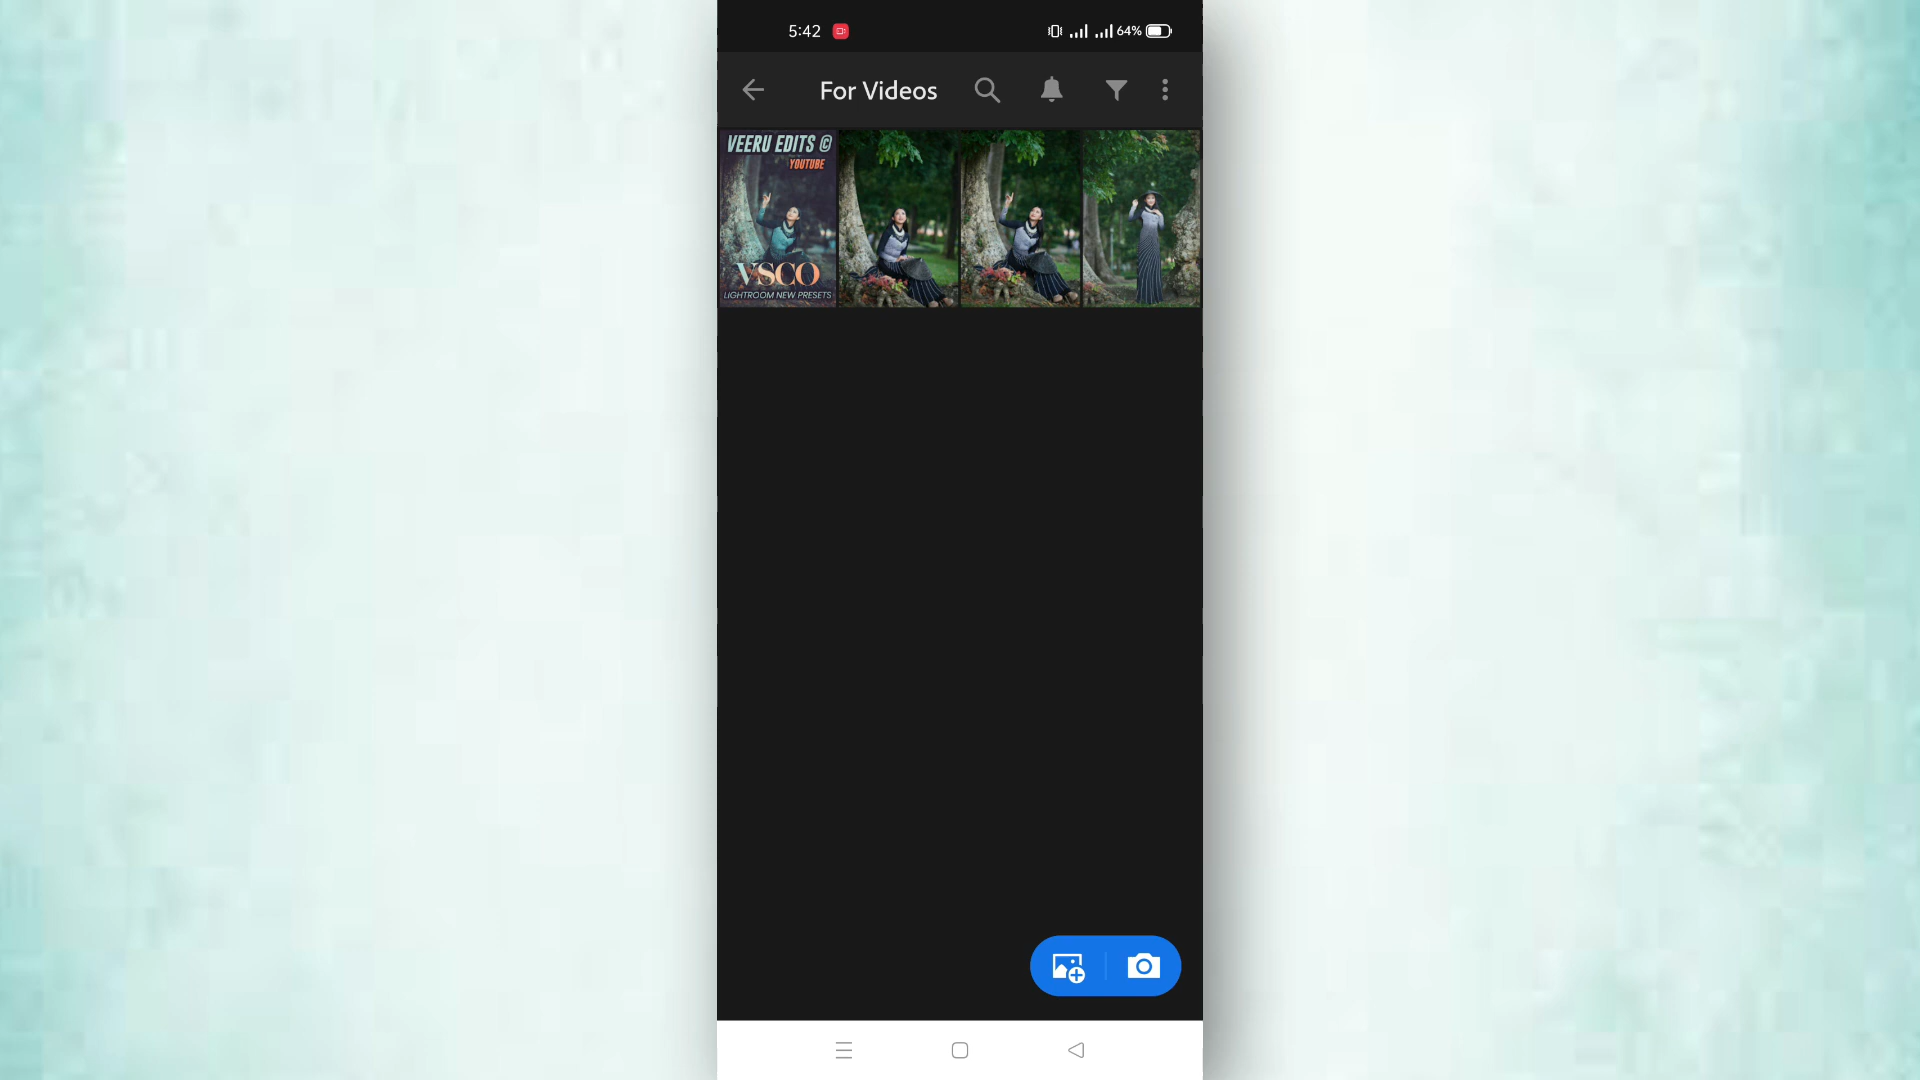 5:42
64%
For Videos
VEERU EDITS ©
YOUTUBE
VSCO
LIGHTROOM NEW PRESETS